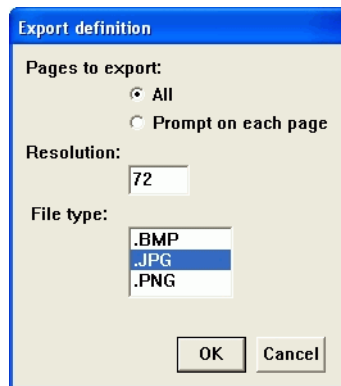 Export definition
Pages to export:
All
Prompt on each page
Resolution:
72
File type:
.BMP
.JPG
.PNG
OK Cancel